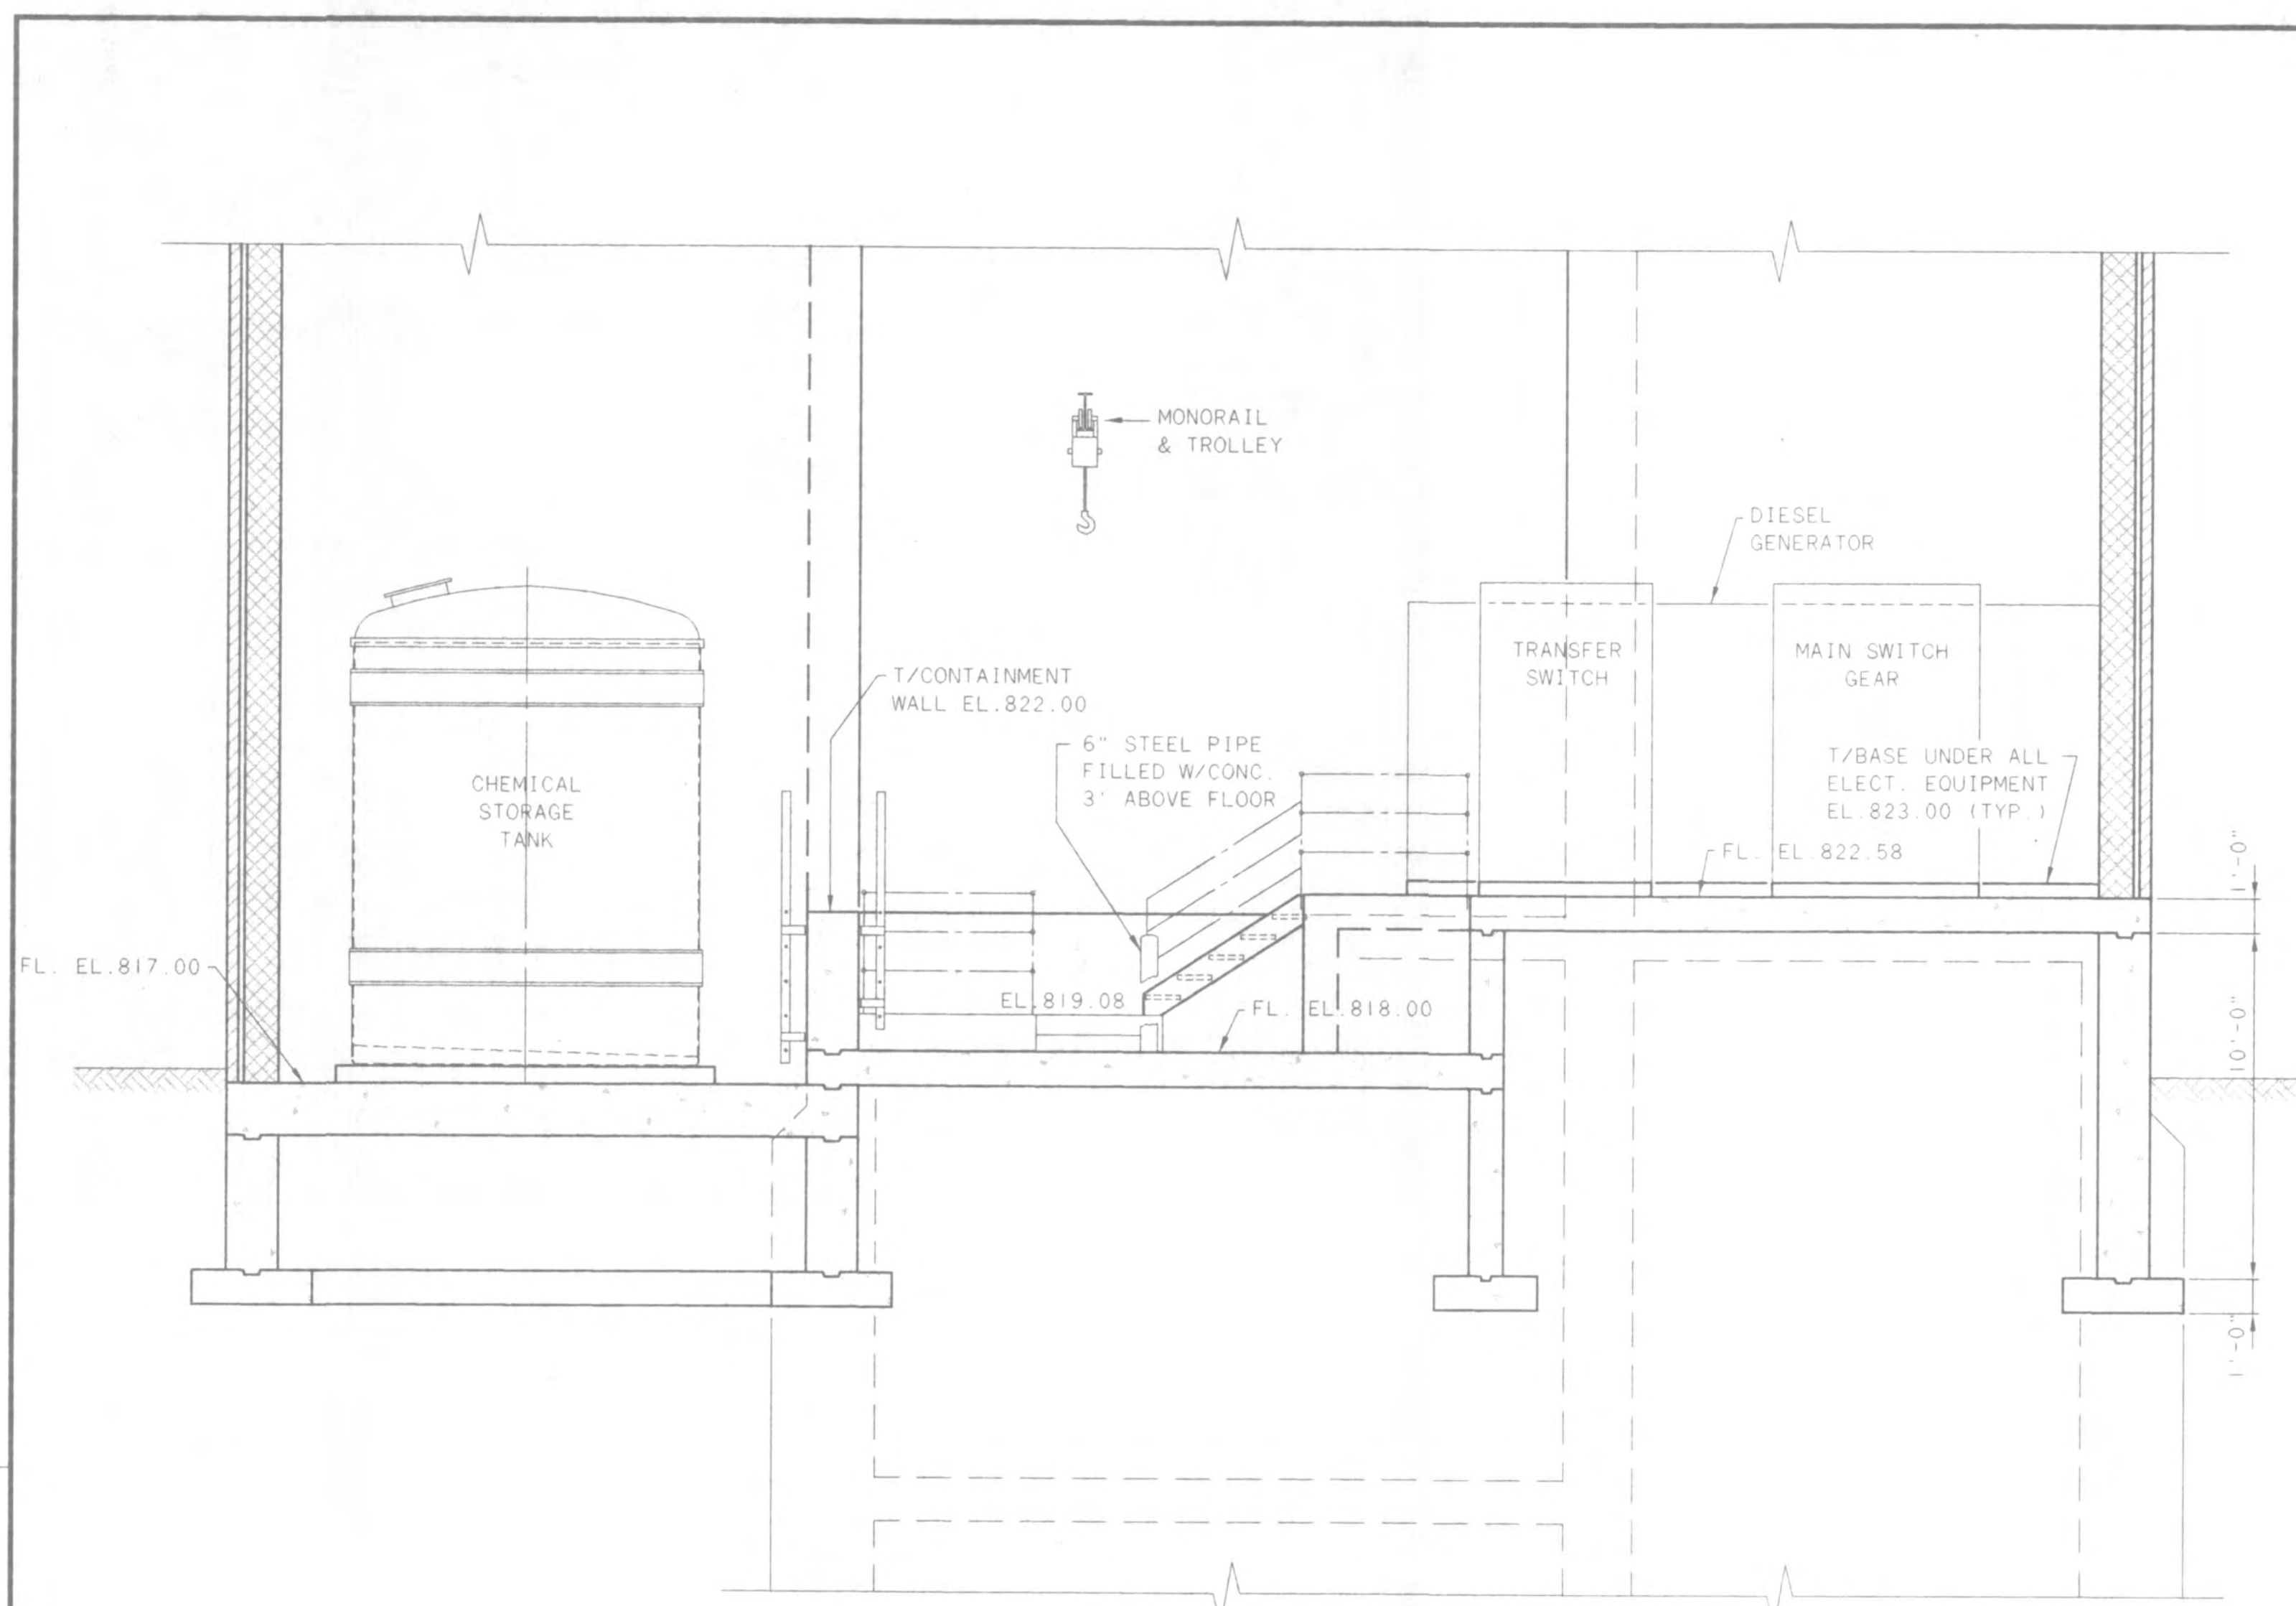 MONORAIL
& TROLLEY
DIESEL
GENERATOR
T/CONTAINMENT
WALL EL.822.00
TRANSFER
SWITCH
MAIN SWITCH
GEAR
6" STEEL PIPE
FILLED W/CONC.
3' ABOVE FLOOR
T/BASE UNDER ALL
ELECT. EQUIPMENT
EL.823.00 (TYP.)
CHEMICAL
STORAGE
TANK
FL. EL.822.58
1'-0"
FL. EL.817.00
EL.819.08
FL. EL.818.00
10'-0"
1'-0"